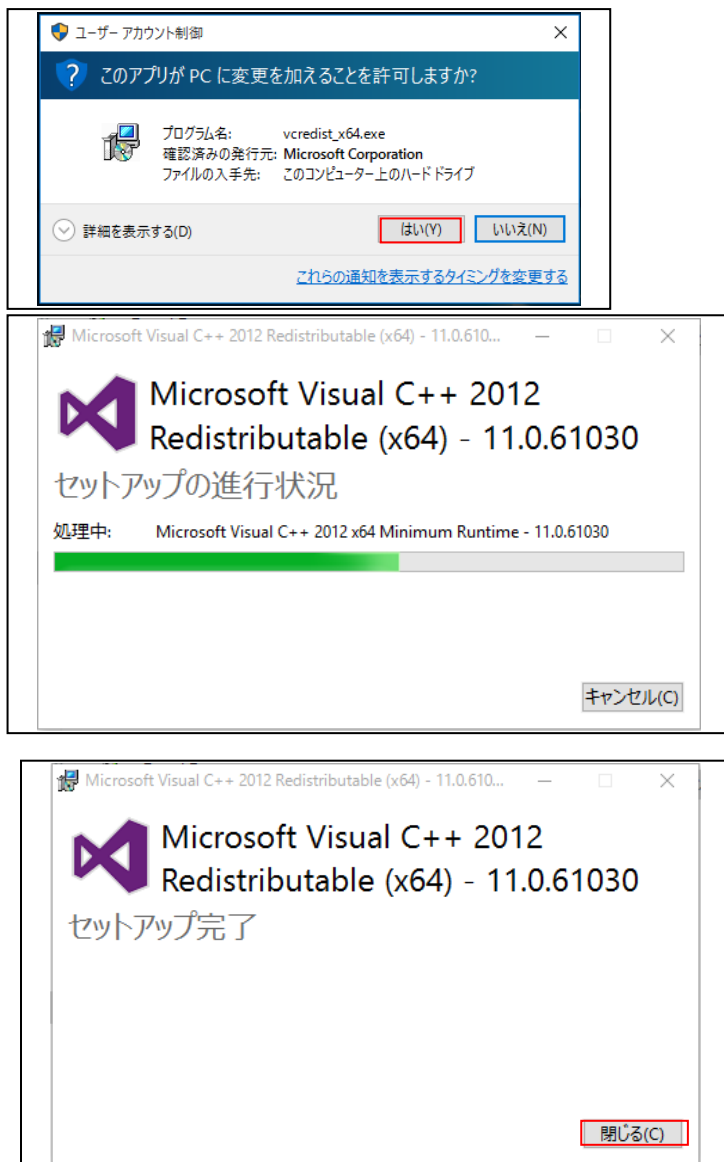 ユーザー アカウント制御
このアプリが PC に変更を加えることを許可しますか?
プログラム名: vcredist_x64.exe
確認済みの発行元: Microsoft Corporation
ファイルの入手先: このコンピューター上のハード ドライブ
詳細を表示する(D)
はい(Y)
いいえ(N)
これらの通知を表示するタイミングを変更する
Microsoft Visual C++ 2012 Redistributable (x64) - 11.0.610...
Microsoft Visual C++ 2012
Redistributable (x64) - 11.0.61030
セットアップの進行状況
処理中: Microsoft Visual C++ 2012 x64 Minimum Runtime - 11.0.61030
キャンセル(C)
Microsoft Visual C++ 2012 Redistributable (x64) - 11.0.610...
Microsoft Visual C++ 2012
Redistributable (x64) - 11.0.61030
セットアップ完了
閉じる(C)